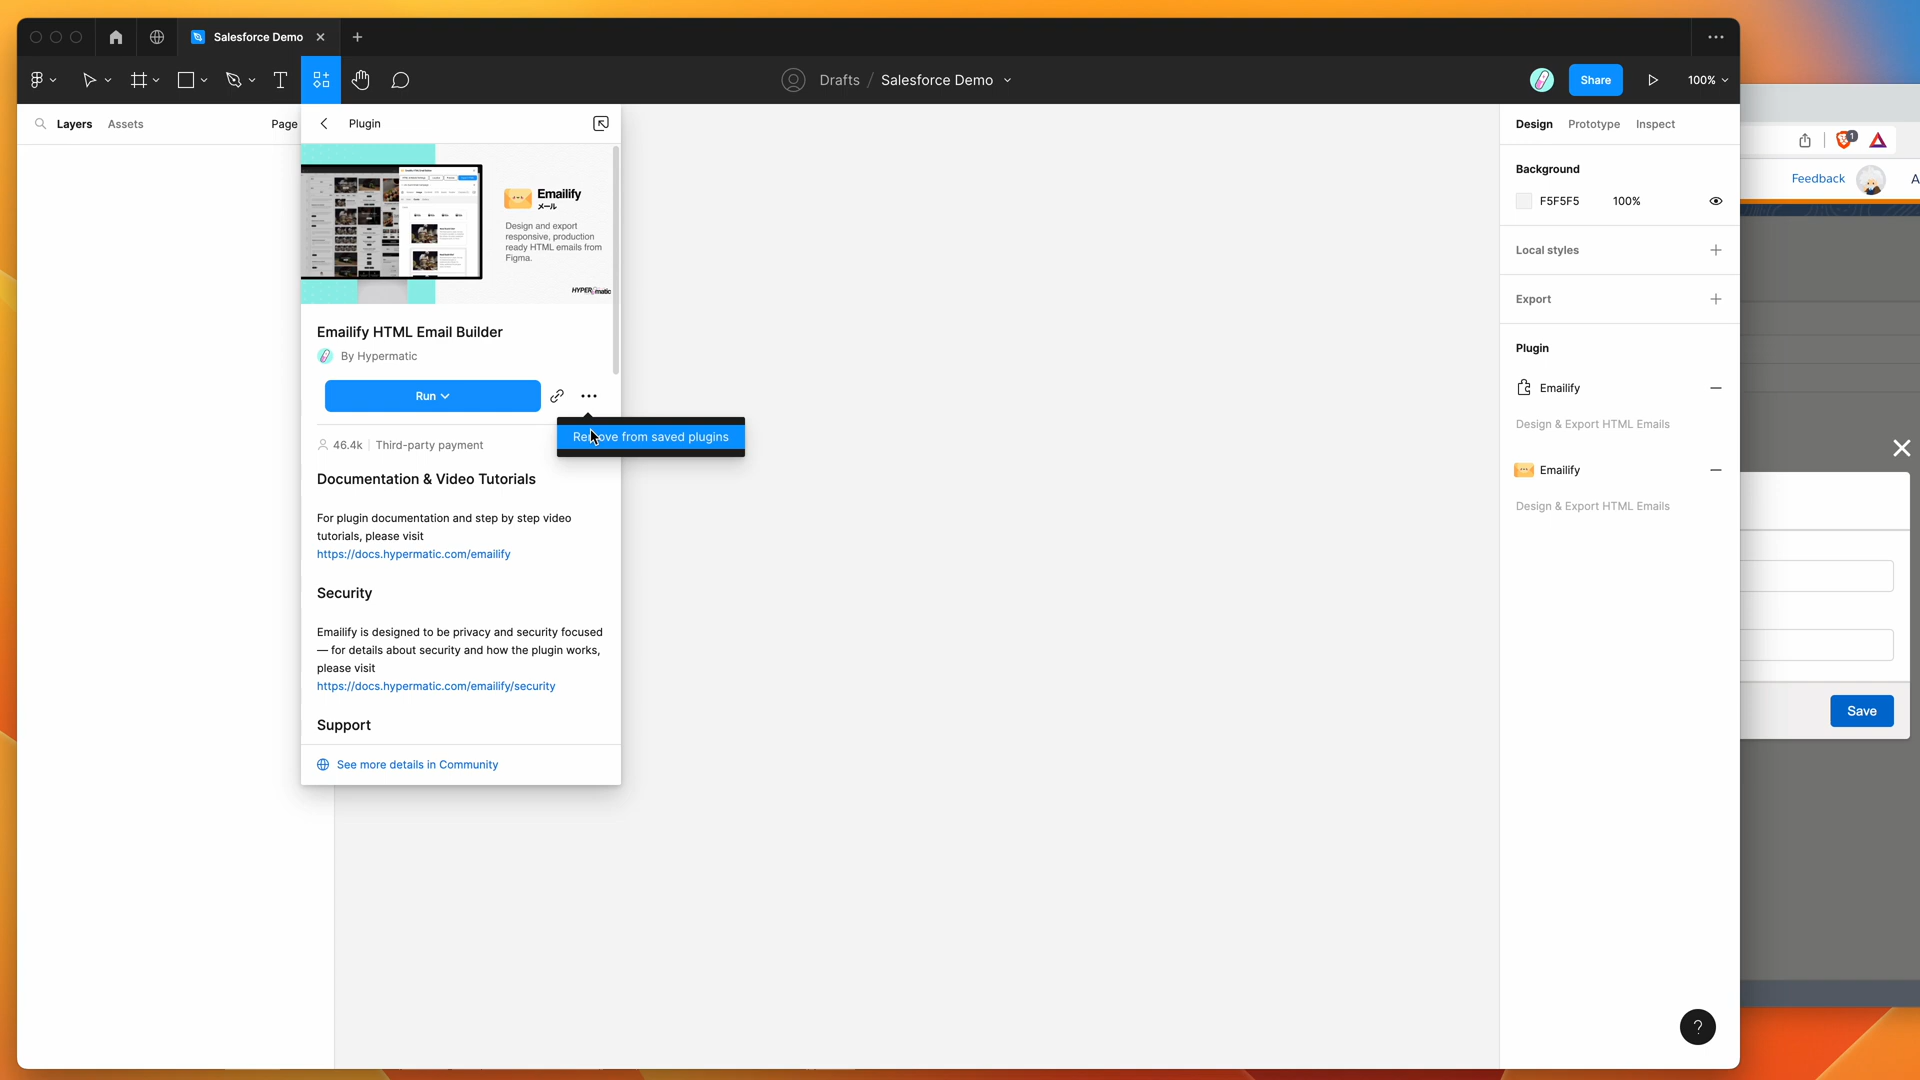 Salesforce Demo
Drafts / Salesforce Demo
Share
100%
Layers
Assets
Page
Plugin
Emailify
メール
Design and export
responsive, production
ready HTML emails from
Figma.
HYPERmatic
Emailify HTML Email Builder
By Hypermatic
Run
Remove from saved plugins
46.4k
Third-party payment
Documentation & Video Tutorials
For plugin documentation and step by step video
tutorials, please visit
https://docs.hypermatic.com/emailify
Security
Emailify is designed to be privacy and security focused
— for details about security and how the plugin works,
please visit
https://docs.hypermatic.com/emailify/security
Support
See more details in Community
Design
Prototype
Inspect
Background
F5F5F5
100%
Local styles
Export
Plugin
Emailify
Design & Export HTML Emails
Emailify
Design & Export HTML Emails
?
1
Feedback
A
Save